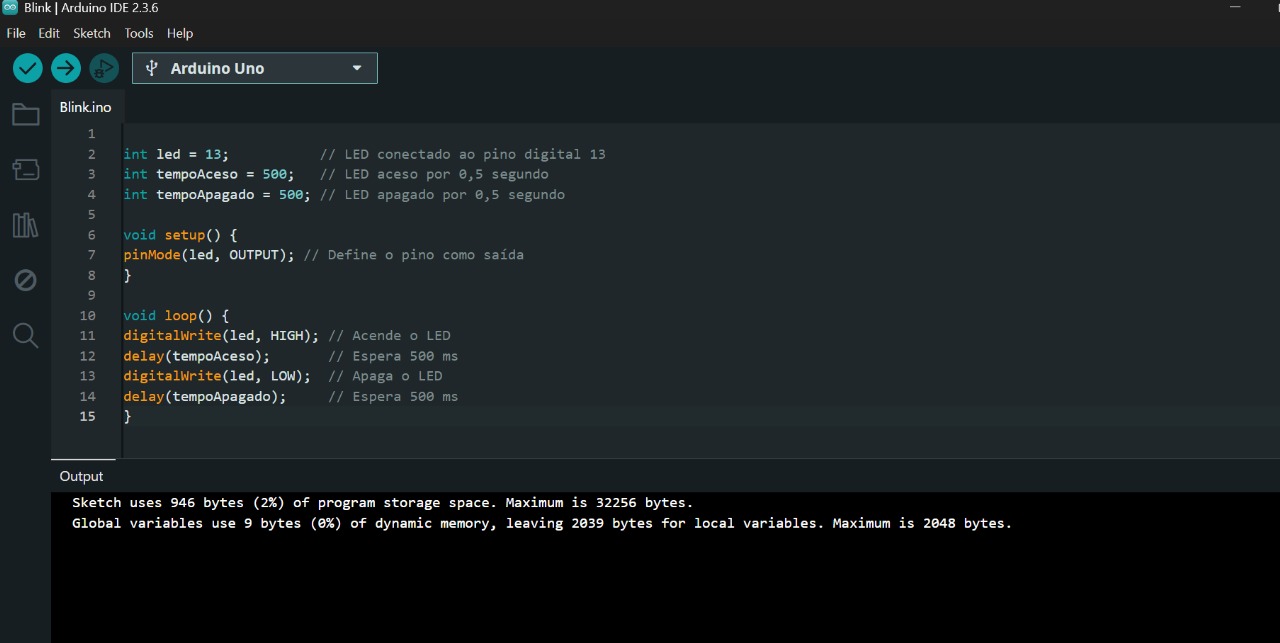 Blink | Arduino IDE 2.3.6
File Edit Sketch Tools Help
Arduino Uno
Blink.ino
1
2 int led = 13; // LED conectado ao pino digital 13
3 int tempoAceso = 500; // LED aceso por 0,5 segundo
4 int tempoApagado = 500; // LED apagado por 0,5 segundo
5
6 void setup() {
7 pinMode(led, OUTPUT); // Define o pino como saída
8 }
9
10 void loop() {
11 digitalWrite(led, HIGH); // Acende o LED
12 delay(tempoAceso); // Espera 500 ms
13 digitalWrite(led, LOW); // Apaga o LED
14 delay(tempoApagado); // Espera 500 ms
15 }
Output
Sketch uses 946 bytes (2%) of program storage space. Maximum is 32256 bytes.
Global variables use 9 bytes (0%) of dynamic memory, leaving 2039 bytes for local variables. Maximum is 2048 bytes.